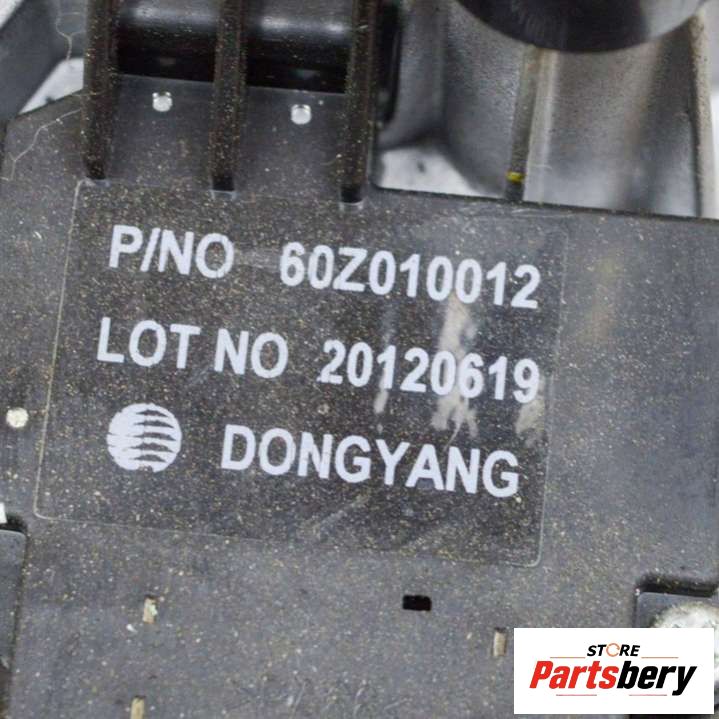 P/NO 60Z010012
LOT NO 20120619
DONGYANG
STORE
Partsbery